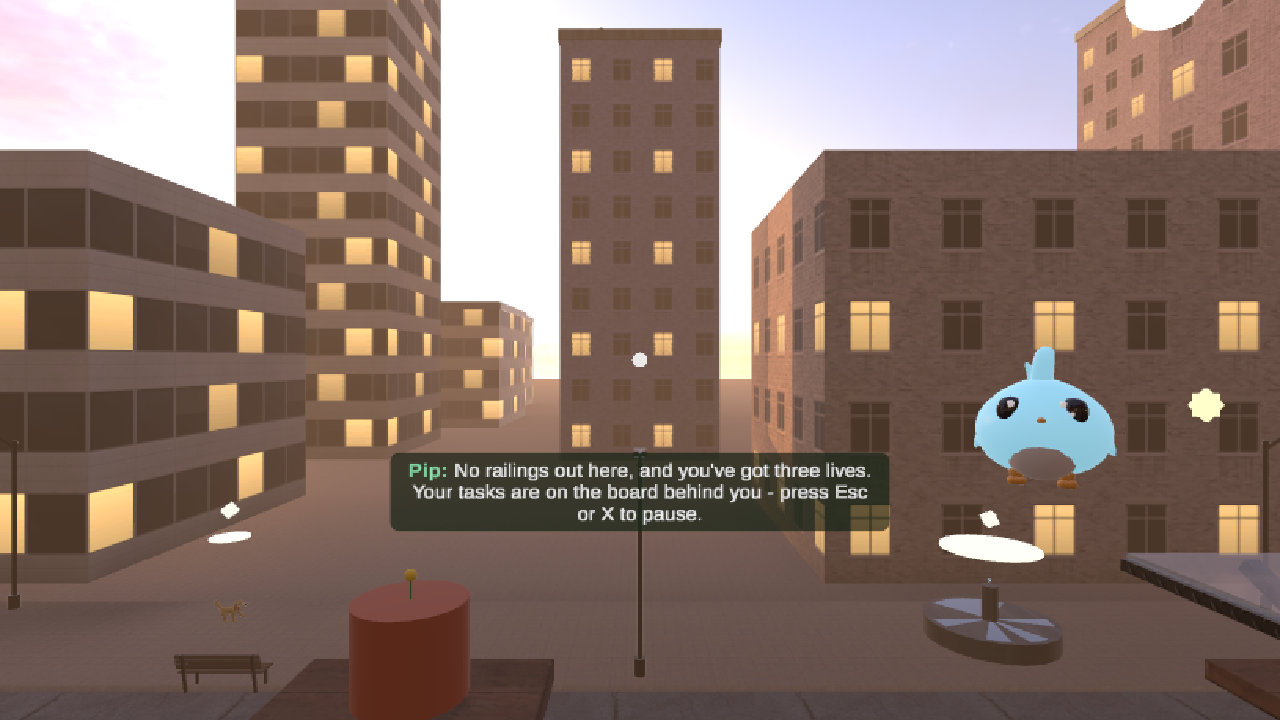 Pip: No railings out here, and you've got three lives.
Your tasks are on the board behind you - press Esc
or X to pause.